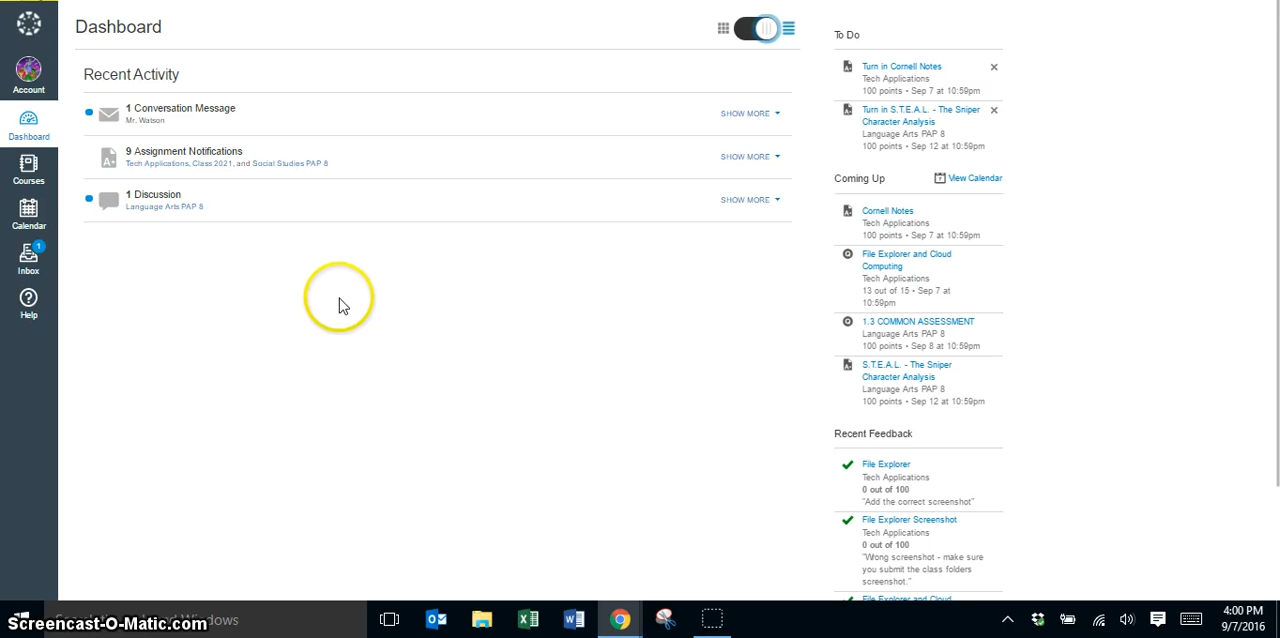 Dashboard
Account
Dashboard
Courses
Calendar
1
Inbox
Help
Recent Activity
1 Conversation Message
Mr. Watson
SHOW MORE
9 Assignment Notifications
Tech Applications, Class 2021, and Social Studies PAP 8
SHOW MORE
1 Discussion
Language Arts PAP 8
SHOW MORE
To Do
Turn in Cornell Notes
Tech Applications
100 points • Sep 7 at 10:59pm
Turn in S.T.E.A.L. - The Sniper
Character Analysis
Language Arts PAP 8
100 points • Sep 12 at 10:59pm
Coming Up
View Calendar
Cornell Notes
Tech Applications
100 points • Sep 7 at 10:59pm
File Explorer and Cloud
Computing
Tech Applications
13 out of 15 • Sep 7 at
10:59pm
1.3 COMMON ASSESSMENT
Language Arts PAP 8
100 points • Sep 8 at 10:59pm
S.T.E.A.L. - The Sniper
Character Analysis
Language Arts PAP 8
100 points • Sep 12 at 10:59pm
Recent Feedback
File Explorer
Tech Applications
0 out of 100
"Add the correct screenshot"
File Explorer Screenshot
Tech Applications
0 out of 100
"Wrong screenshot - make sure
you submit the class folders
screenshot."
File Explorer and Cloud
Screencast-O-Matic.com
Windows
4:00 PM
9/7/2016